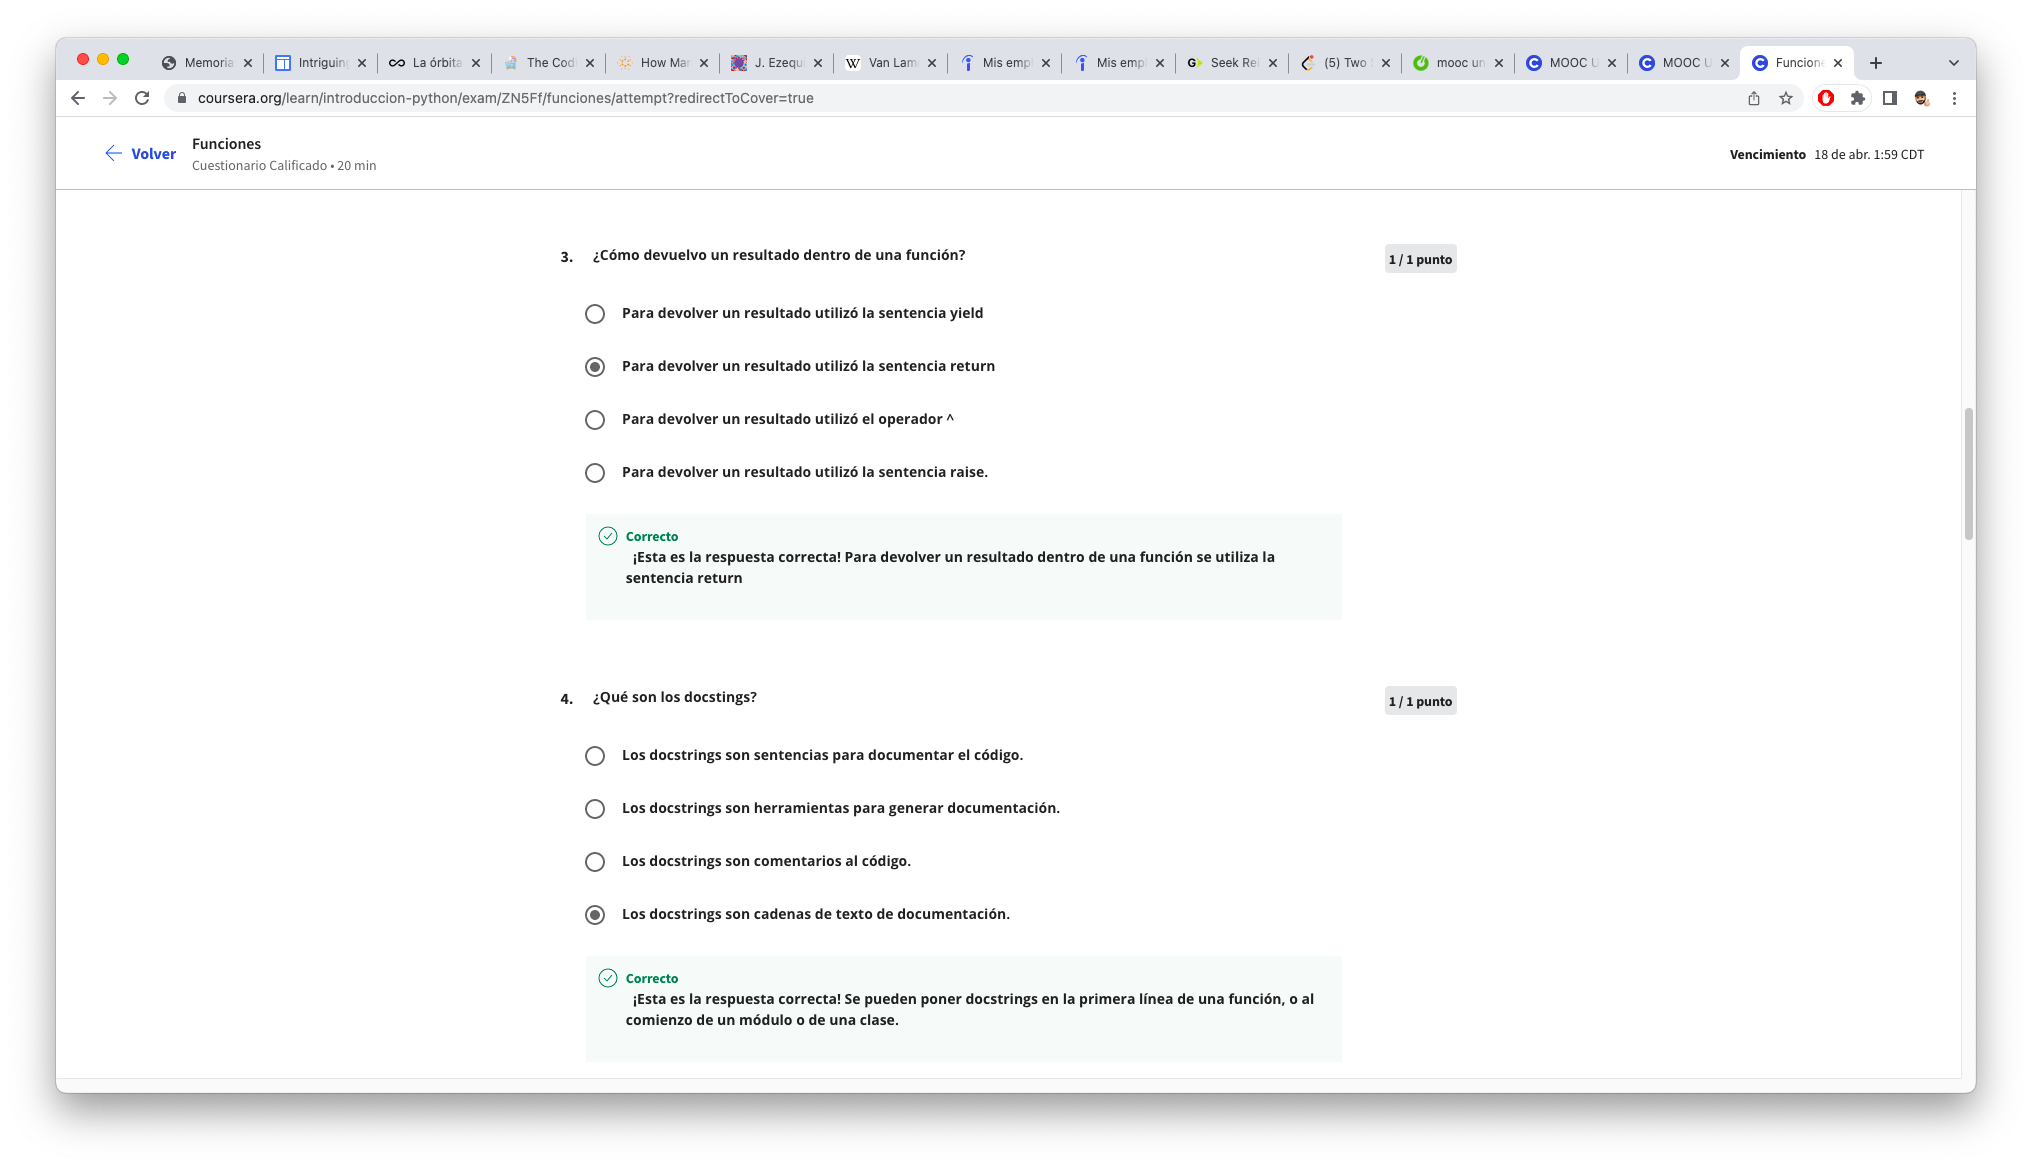 Memoria
Intriguin
La órbita
The Cod
How Mar
J. Ezequ
Van Lam
Mis empl
Mis empl
Seek Re
(5) Two
mooc un
MOOC U
MOOC U
Funcione
coursera.org/learn/introduccion-python/exam/ZN5Ff/funciones/attempt?redirectToCover=true
Volver
Funciones
Cuestionario Calificado • 20 min
Vencimiento 18 de abr. 1:59 CDT
3. ¿Cómo devuelvo un resultado dentro de una función?
1 / 1 punto
Para devolver un resultado utilizó la sentencia yield
Para devolver un resultado utilizó la sentencia return
Para devolver un resultado utilizó el operador ^
Para devolver un resultado utilizó la sentencia raise.
Correcto
¡Esta es la respuesta correcta! Para devolver un resultado dentro de una función se utiliza la
sentencia return
4. ¿Qué son los docstings?
1 / 1 punto
Los docstrings son sentencias para documentar el código.
Los docstrings son herramientas para generar documentación.
Los docstrings son comentarios al código.
Los docstrings son cadenas de texto de documentación.
Correcto
¡Esta es la respuesta correcta! Se pueden poner docstrings en la primera línea de una función, o al
comienzo de un módulo o de una clase.